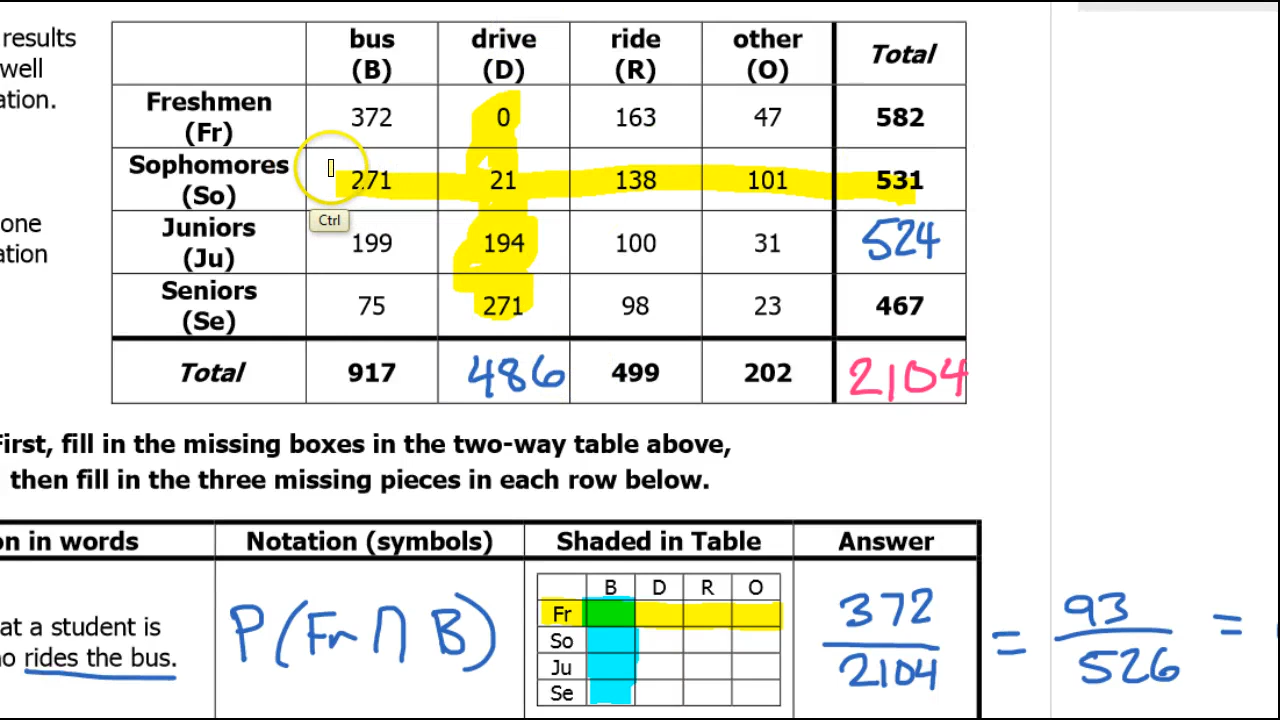 results
well
ation.
one
ation
bus (B) drive (D) ride (R) other (O) Total
Freshmen (Fr) 372 0 163 47 582
Sophomores (So) 271 21 138 101 531
Ctrl
Juniors (Ju) 199 194 100 31 524
Seniors (Se) 75 271 98 23 467
Total 917 486 499 202 2104
First, fill in the missing boxes in the two-way table above,
then fill in the three missing pieces in each row below.
on in words Notation (symbols) Shaded in Table Answer
at a student is
no rides the bus.
P(Fr ∩ B)
B D R O
Fr
So
Ju
Se
372/2104 = 93/526 =